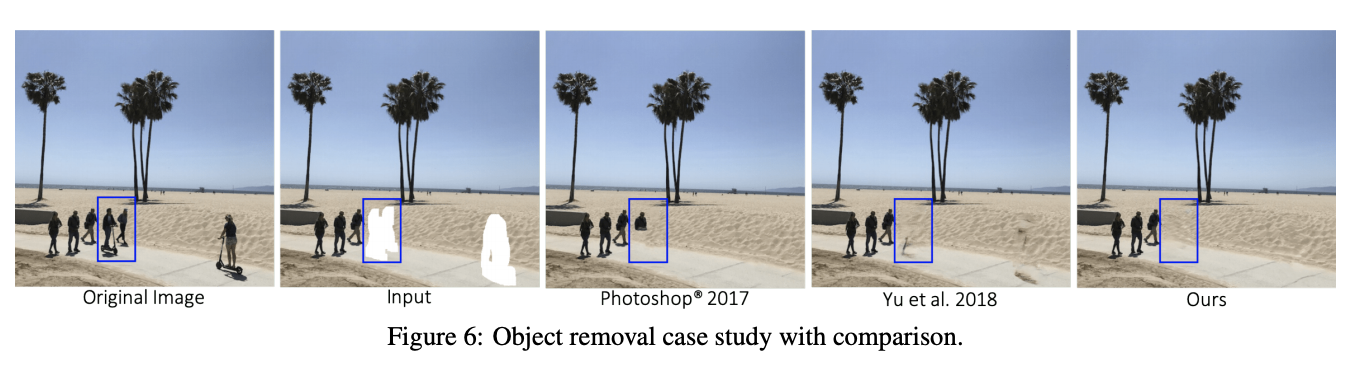 Original Image
Input
Photoshop® 2017
Yu et al. 2018
Ours
Figure 6: Object removal case study with comparison.